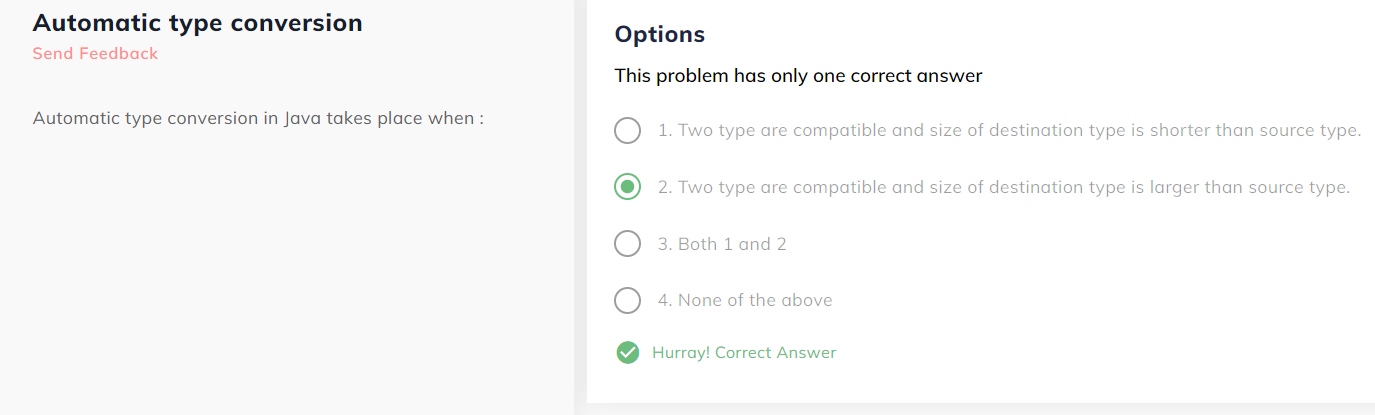 Automatic type conversion
Send Feedback
Automatic type conversion in Java takes place when :
Options
This problem has only one correct answer
1. Two type are compatible and size of destination type is shorter than source type.
2. Two type are compatible and size of destination type is larger than source type.
3. Both 1 and 2
4. None of the above
Hurray! Correct Answer